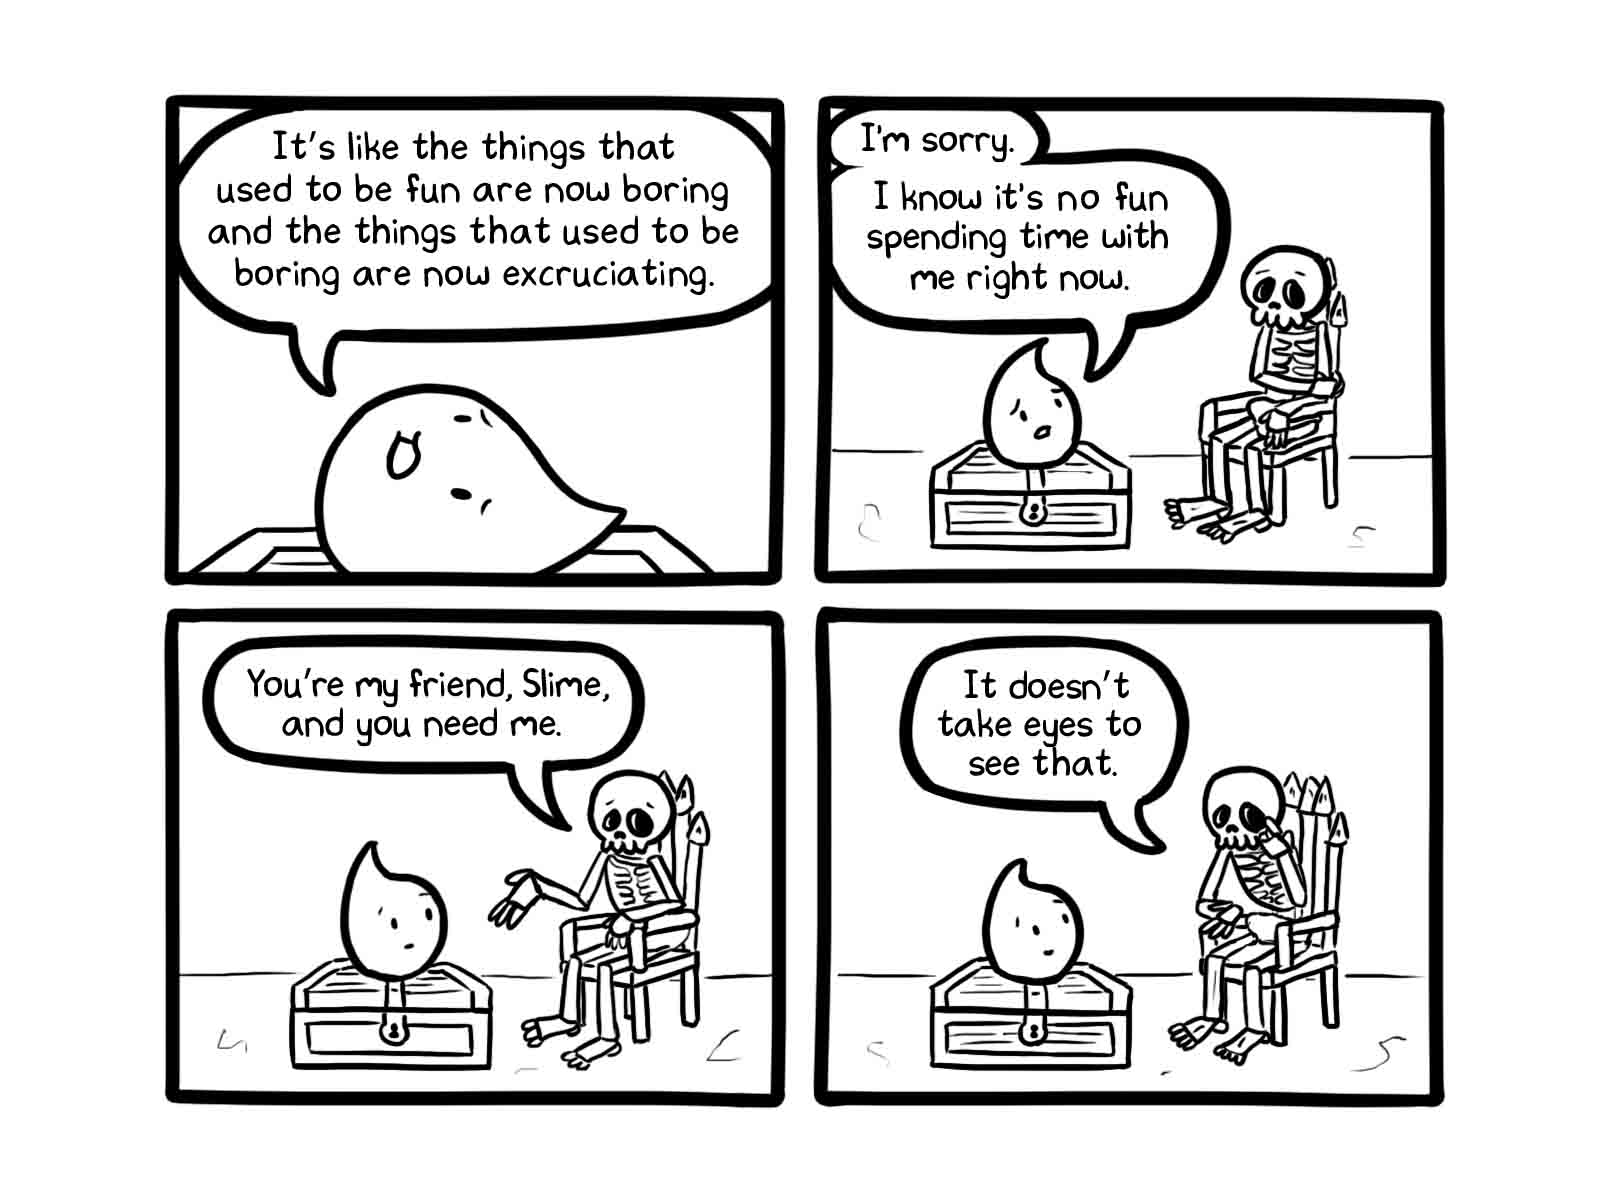 It's like the things that
used to be fun are now boring
and the things that used to be
boring are now excruciating.
I'm sorry.
I know it's no fun
spending time with
me right now.
You're my friend, Slime,
and you need me.
It doesn't
take eyes to
see that.